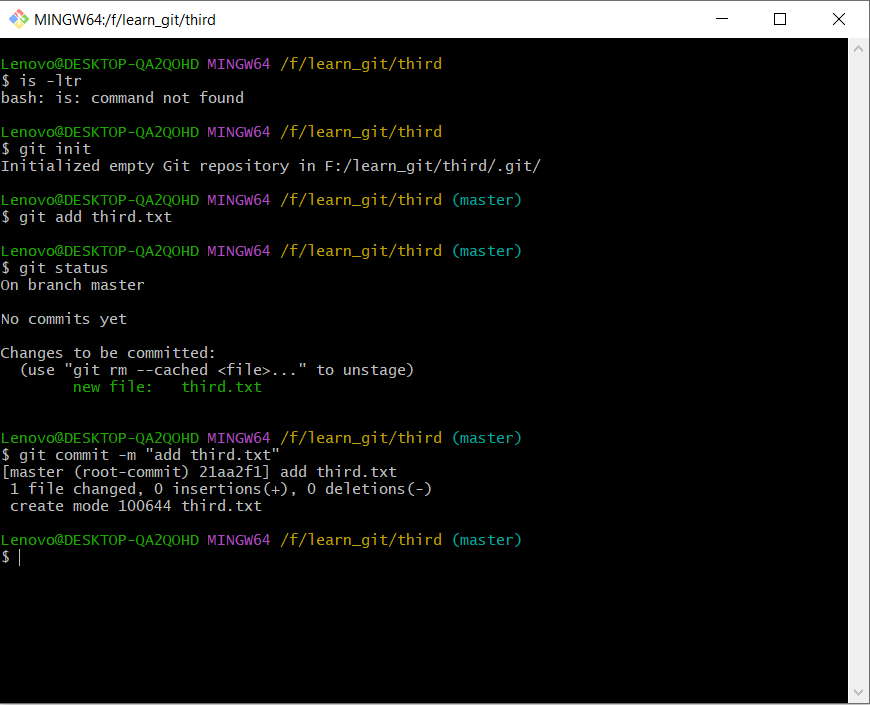 MINGW64:/f/learn_git/third
Lenovo@DESKTOP-QA2QOHD MINGW64 /f/learn_git/third
$ is -ltr
bash: is: command not found
Lenovo@DESKTOP-QA2QOHD MINGW64 /f/learn_git/third
$ git init
Initialized empty Git repository in F:/learn_git/third/.git/
Lenovo@DESKTOP-QA2QOHD MINGW64 /f/learn_git/third (master)
$ git add third.txt
Lenovo@DESKTOP-QA2QOHD MINGW64 /f/learn_git/third (master)
$ git status
On branch master
No commits yet
Changes to be committed:
  (use "git rm --cached <file>..." to unstage)
        new file:   third.txt
Lenovo@DESKTOP-QA2QOHD MINGW64 /f/learn_git/third (master)
$ git commit -m "add third.txt"
[master (root-commit) 21aa2f1] add third.txt
 1 file changed, 0 insertions(+), 0 deletions(-)
 create mode 100644 third.txt
Lenovo@DESKTOP-QA2QOHD MINGW64 /f/learn_git/third (master)
$